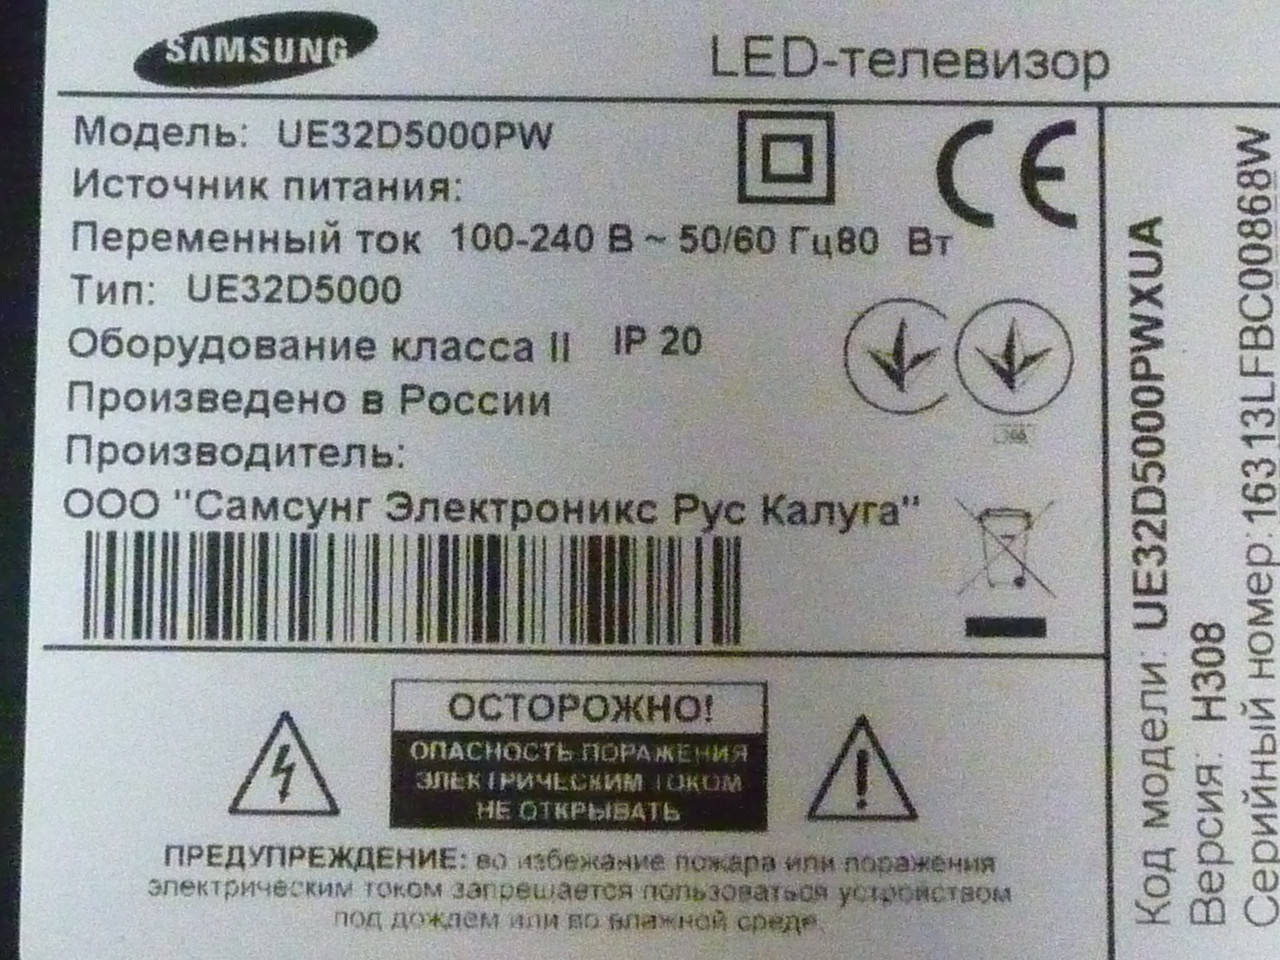 SAMSUNG
LED-телевизор
Модель: UE32D5000PW
Источник питания:
Переменный ток 100-240 В ~ 50/60 Гц80 Вт
Тип: UE32D5000
Оборудование класса II IP 20
Произведено в России
Производитель:
ООО "Самсунг Электроникс Рус Калуга"
ОСТОРОЖНО!
ОПАСНОСТЬ ПОРАЖЕНИЯ
ЭЛЕКТРИЧЕСКИМ ТОКОМ
НЕ ОТКРЫВАТЬ
ПРЕДУПРЕЖДЕНИЕ: во избежание пожара или поражения
электрическим током запрещается пользоваться устройством
под дождем или во влажной среде.
Код модели: UE32D5000PWXUA
Версия: H308
Серийный номер:16313LFBC00868W